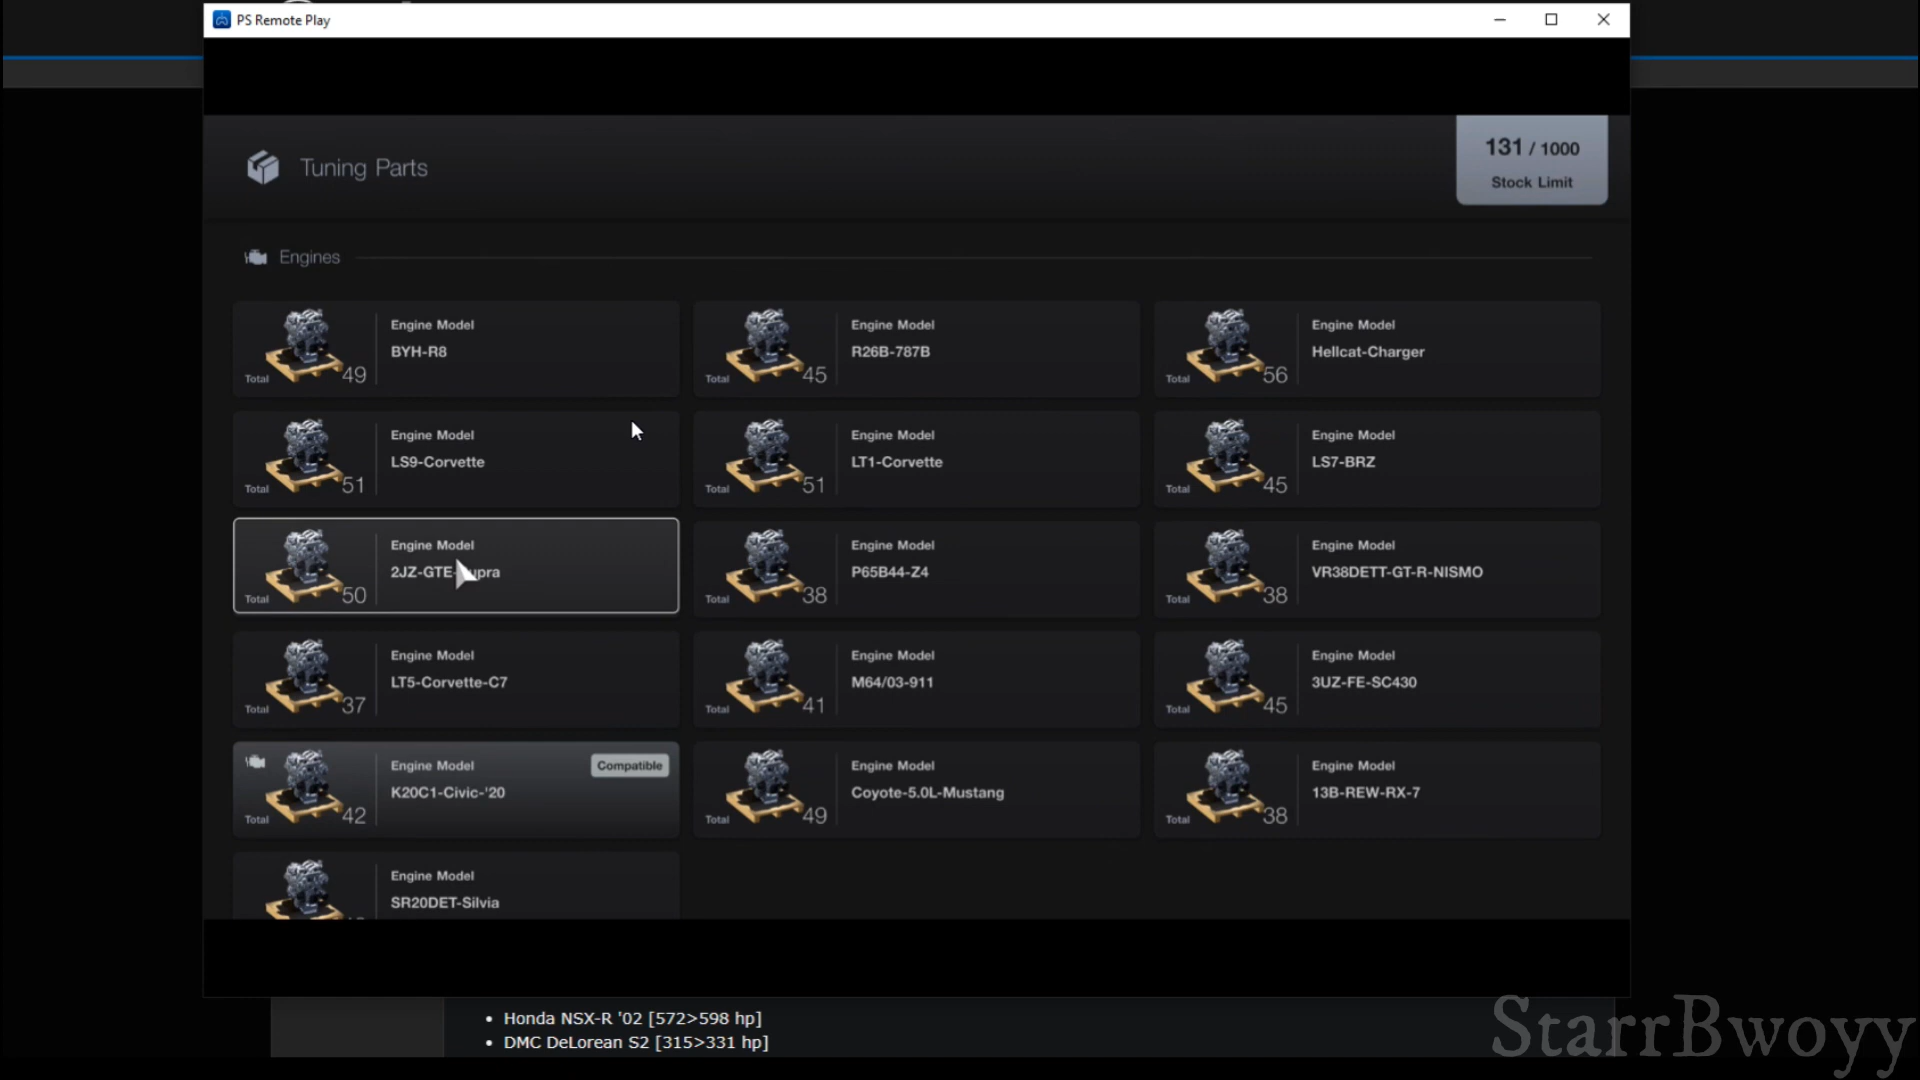 PS Remote Play
131 / 1000
Stock Limit
Tuning Parts
Engines
Engine Model
BYH-R8
Total 49
Engine Model
R26B-787B
Total 45
Engine Model
Hellcat-Charger
Total 56
Engine Model
LS9-Corvette
Total 51
Engine Model
LT1-Corvette
Total 51
Engine Model
LS7-BRZ
Total 45
Engine Model
2JZ-GTE- upra
Total 50
Engine Model
P65B44-Z4
Total 38
Engine Model
VR38DETT-GT-R-NISMO
Total 38
Engine Model
LT5-Corvette-C7
Total 37
Engine Model
M64/03-911
Total 41
Engine Model
3UZ-FE-SC430
Total 45
Engine Model
Compatible
K20C1-Civic-'20
Total 42
Engine Model
Coyote-5.0L-Mustang
Total 49
Engine Model
13B-REW-RX-7
Total 38
Engine Model
SR20DET-Silvia
• Honda NSX-R '02 [572>598 hp]
• DMC DeLorean S2 [315>331 hp]
StarrBwoyy